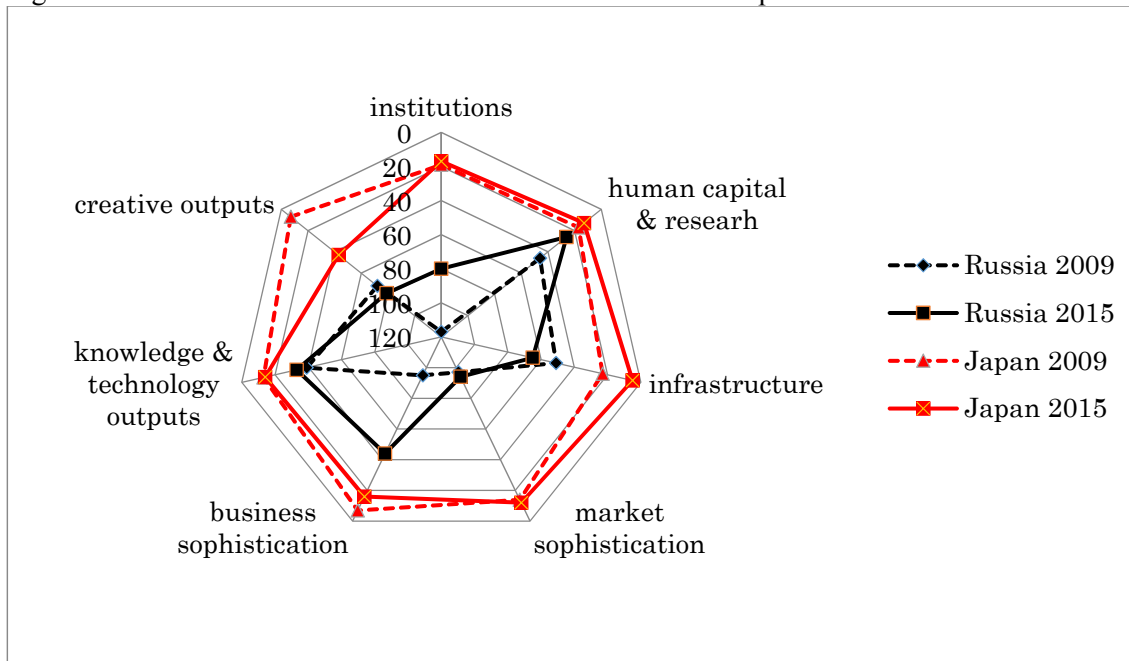 institutions
0
20
40
60
80
100
120
human capital
& researh
infrastructure
market
sophistication
business
sophistication
knowledge &
technology
outputs
creative outputs
Russia 2009
Russia 2015
Japan 2009
Japan 2015